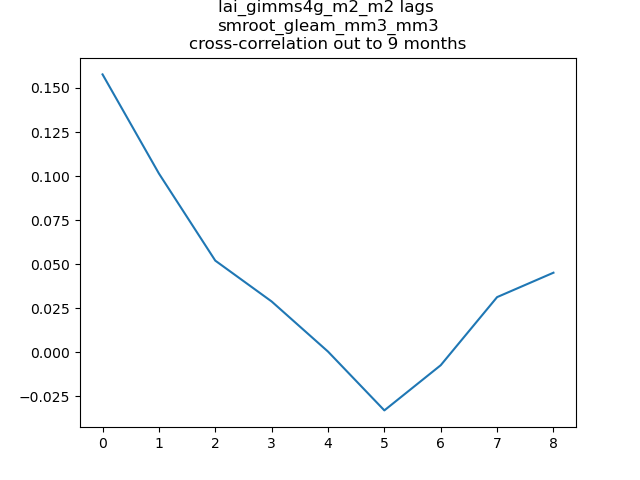 lai_gimms4g_m2_m2 lags
smroot_gleam_mm3_mm3
cross-correlation out to 9 months
0.150
0.125
0.100
0.075
0.050
0.025
0.000
−0.025
0 1 2 3 4 5 6 7 8